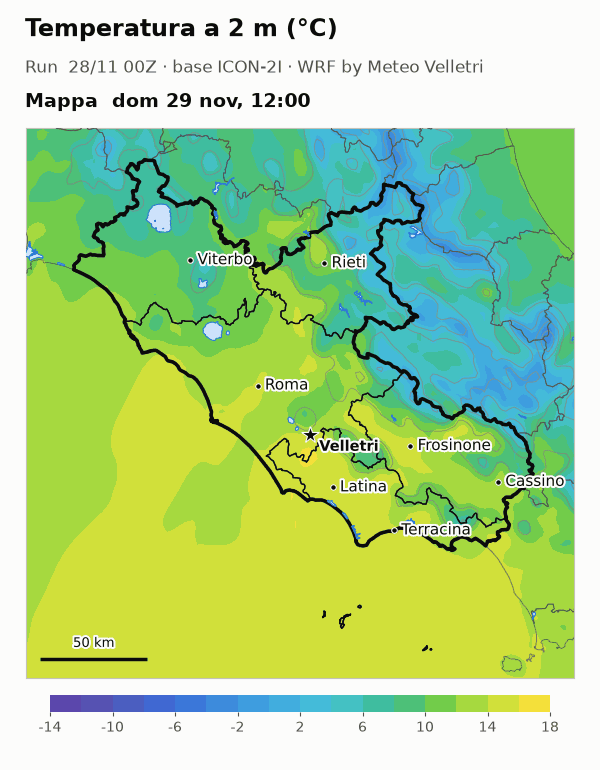 Temperatura a 2 m (°C)
Run 28/11 00Z · base ICON-2I · WRF by Meteo Velletri
Mappa dom 29 nov, 12:00
Viterbo
Rieti
Roma
Velletri
Frosinone
Cassino
Latina
Terracina
50 km
-14 -10 -6 -2 2 6 10 14 18